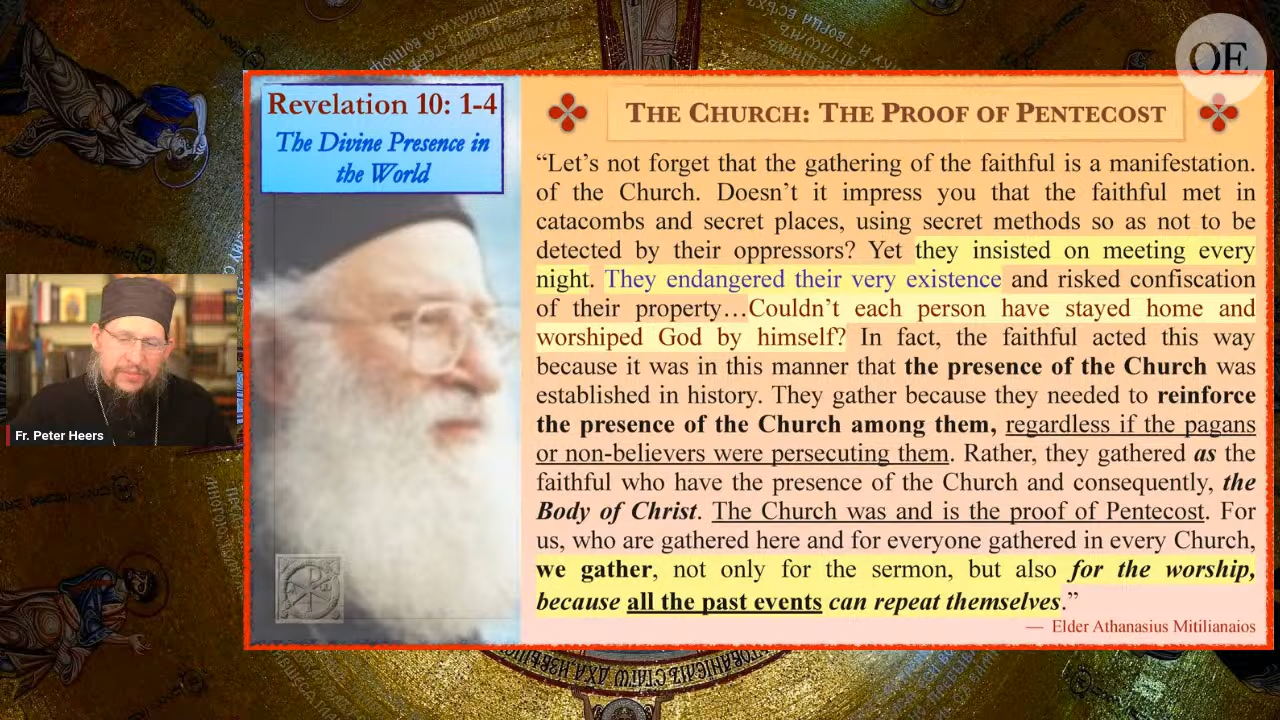 OE
Revelation 10: 1-4
The Divine Presence in
the World
THE CHURCH: THE PROOF OF PENTECOST
“Let’s not forget that the gathering of the faithful is a manifestation.
of the Church. Doesn’t it impress you that the faithful met in
catacombs and secret places, using secret methods so as not to be
detected by their oppressors? Yet they insisted on meeting every
night. They endangered their very existence and risked confiscation
of their property…Couldn’t each person have stayed home and
worshiped God by himself? In fact, the faithful acted this way
because it was in this manner that the presence of the Church was
established in history. They gather because they needed to reinforce
the presence of the Church among them, regardless if the pagans
or non-believers were persecuting them. Rather, they gathered as the
faithful who have the presence of the Church and consequently, the
Body of Christ. The Church was and is the proof of Pentecost. For
us, who are gathered here and for everyone gathered in every Church,
we gather, not only for the sermon, but also for the worship,
because all the past events can repeat themselves.”
— Elder Athanasius Mitilianaios
Fr. Peter Heers